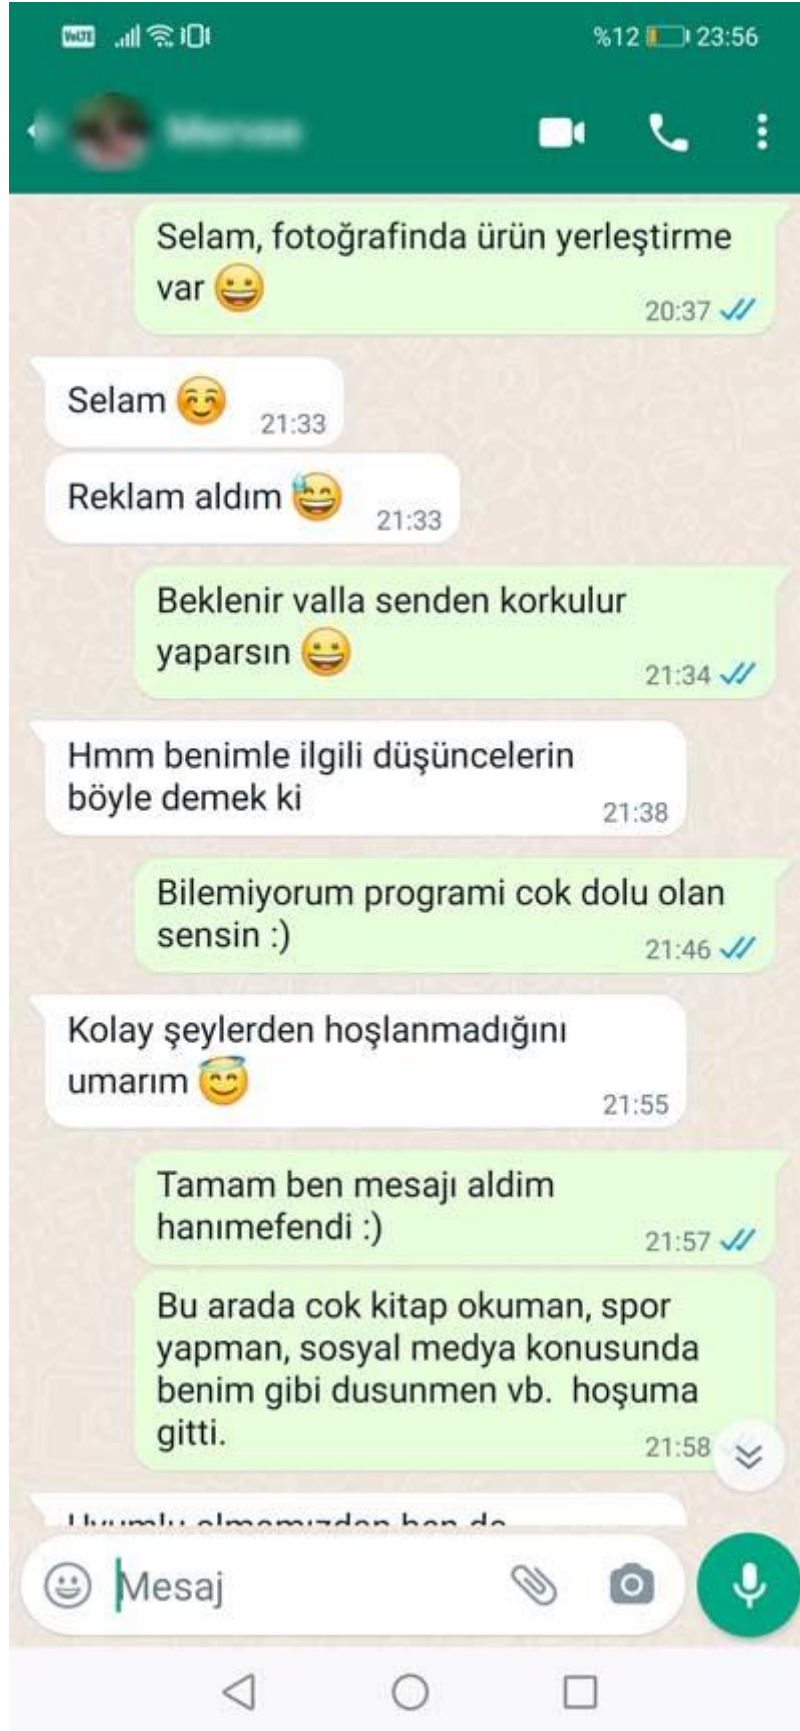 VoLTE %12 23:56
Selam, fotoğrafinda ürün yerleştirme
var 😀
20:37
Selam ☺️ 21:33
Reklam aldım 😅 21:33
Beklenir valla senden korkulur
yaparsın 😀
21:34
Hmm benimle ilgili düşüncelerin
böyle demek ki
21:38
Bilemiyorum programi cok dolu olan
sensin :)
21:46
Kolay şeylerden hoşlanmadığını
umarım 😇
21:55
Tamam ben mesajı aldim
hanımefendi :)
21:57
Bu arada cok kitap okuman, spor
yapman, sosyal medya konusunda
benim gibi dusunmen vb. hoşuma
gitti.
21:58
Mesaj